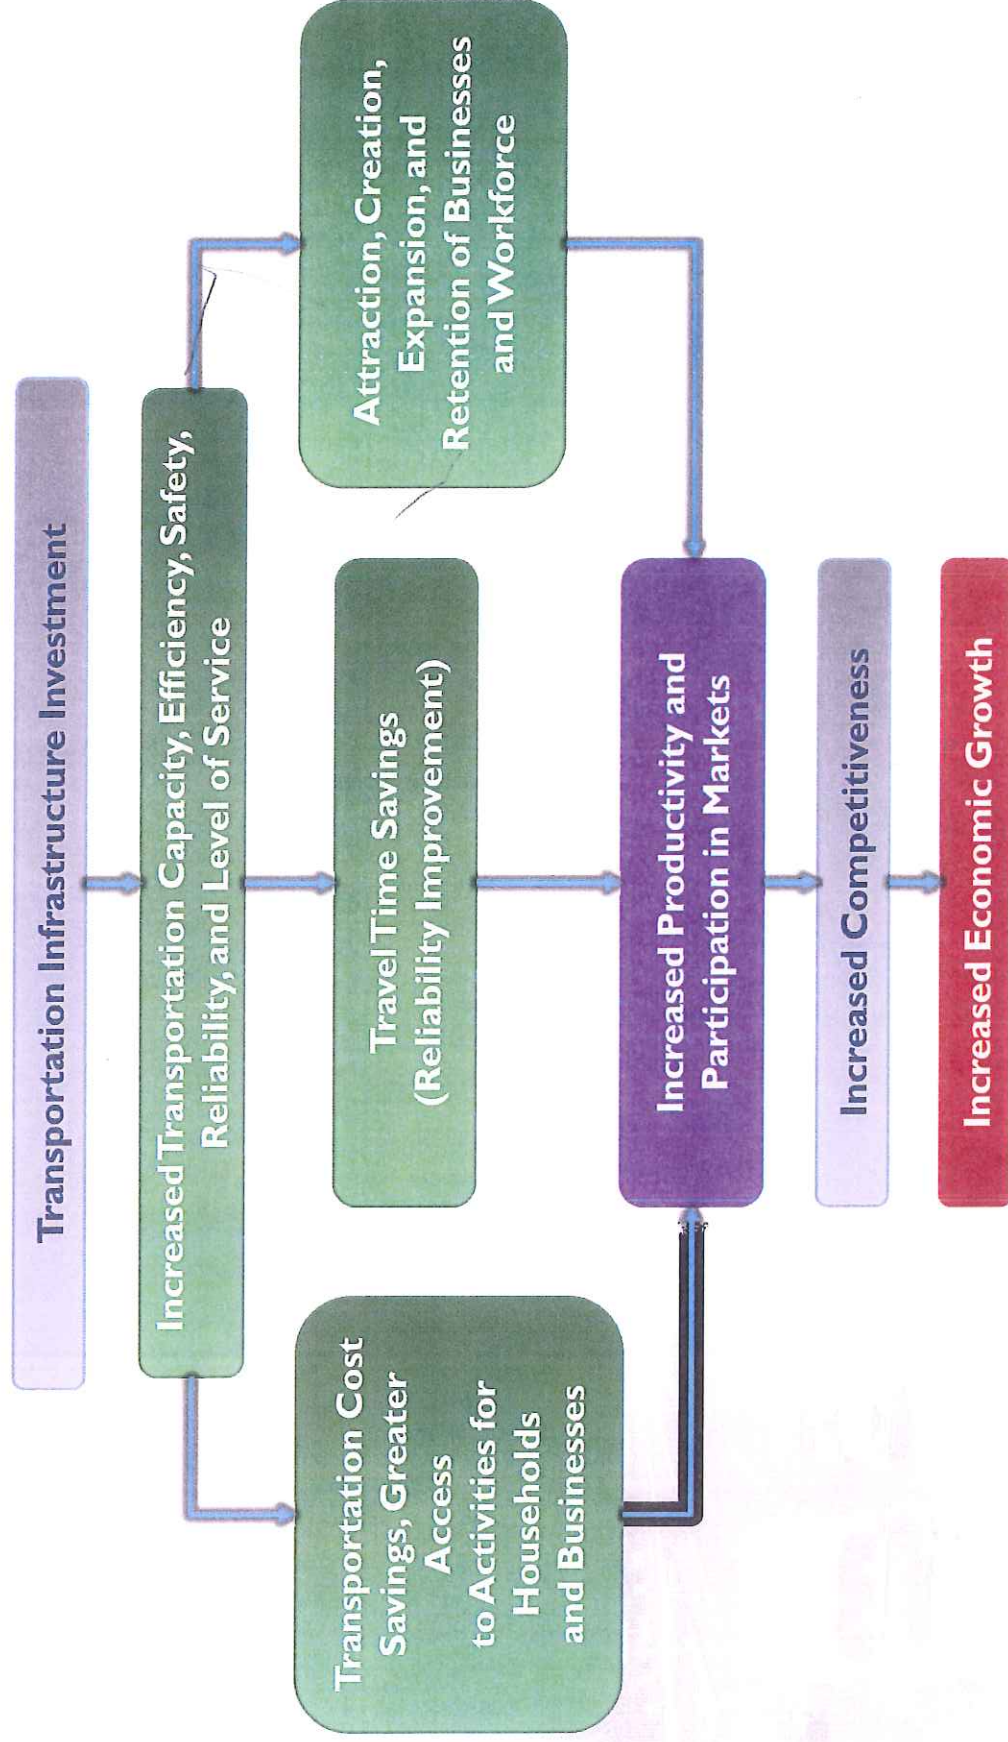 Transportation Infrastructure Investment
Increased Transportation Capacity, Efficiency, Safety,
Reliability, and Level of Service
Transportation Cost
Savings, Greater
Access
to Activities for
Households
and Businesses
Travel Time Savings
(Reliability Improvement)
Attraction, Creation,
Expansion, and
Retention of Businesses
and Workforce
Increased Productivity and
Participation in Markets
Increased Competitiveness
Increased Economic Growth